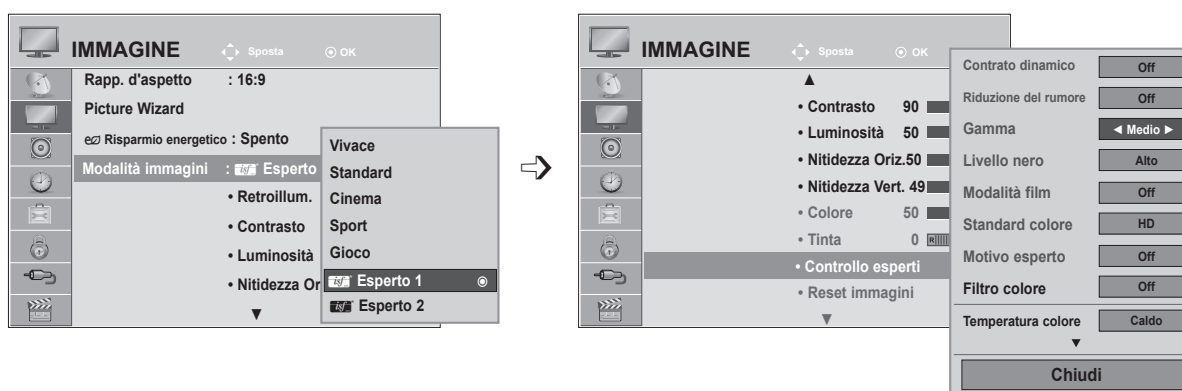 IMMAGINE Sposta OK
Rapp. d'aspetto : 16:9
Picture Wizard
Risparmio energetico : Spento
Modalità immagini : isf Esperto
• Retroillum.
• Contrasto
• Luminosità
• Nitidezza Or
▼
Vivace
Standard
Cinema
Sport
Gioco
isf Esperto 1
isf Esperto 2
IMMAGINE Sposta OK
▲
• Contrasto 90
• Luminosità 50
• Nitidezza Oriz.50
• Nitidezza Vert. 49
• Colore 50
• Tinta 0 R
• Controllo esperti
• Reset immagini
▼
Contrato dinamico Off
Riduzione del rumore Off
Gamma ◄ Medio ►
Livello nero Alto
Modalità film Off
Standard colore HD
Motivo esperto Off
Filtro colore Off
Temperatura colore Caldo
▼
Chiudi